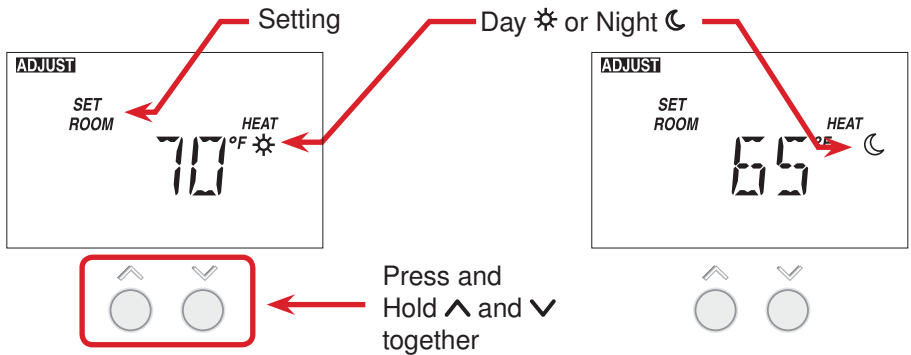 Setting
Day ☼ or Night ☾
ADJUST
SET
ROOM
HEAT
70°F ☼
ADJUST
SET
ROOM
HEAT
65°F ☾
Press and
Hold ∧ and ∨
together